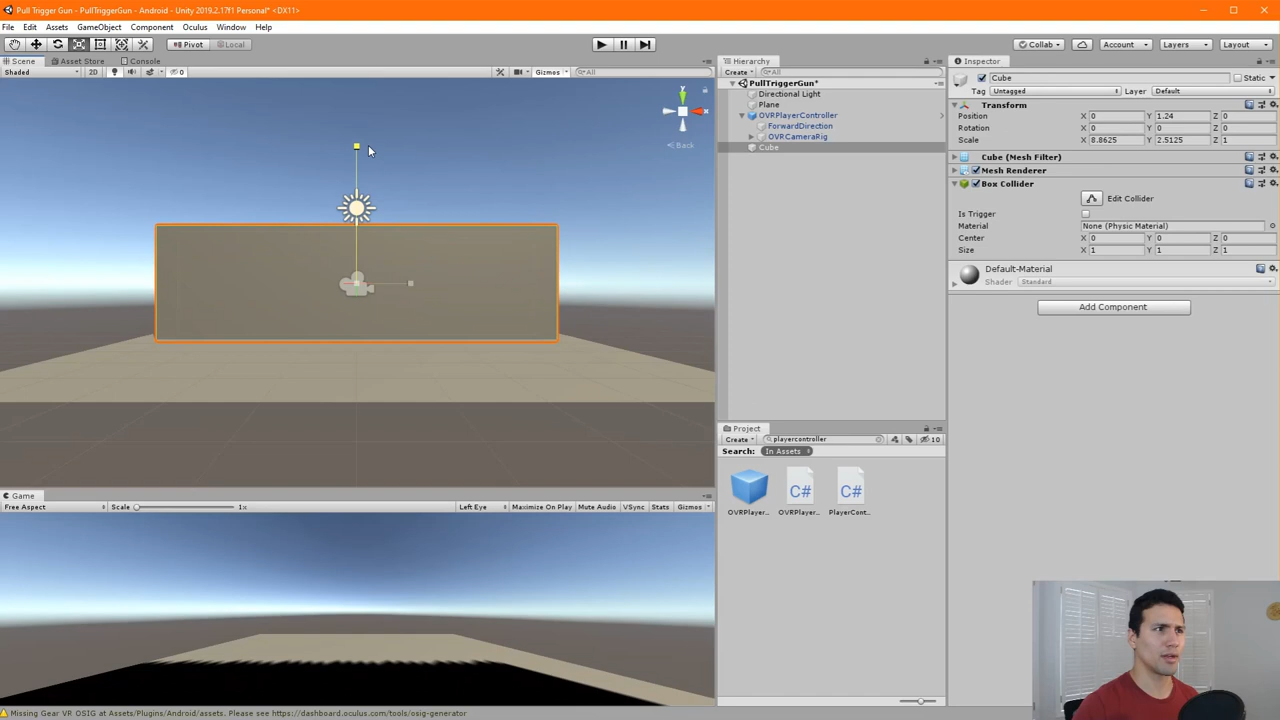 Pull Trigger Gun - PullTriggerGun - Android - Unity 2019.2.17f1 Personal* <DX11>
File Edit Assets GameObject Component Oculus Window Help
Pivot Local Collab Account Layers Layout
Scene Asset Store Console
Shaded 2D 0 Gizmos All
Back
Hierarchy
Create All
PullTriggerGun*
Directional Light
Plane
OVRPlayerController
ForwardDirection
OVRCameraRig
Cube
Inspector
Cube Static
Tag Untagged Layer Default
Transform
Position X 0 Y 1.24 Z 0
Rotation X 0 Y 0 Z 0
Scale X 8.8625 Y 2.5125 Z 1
Cube (Mesh Filter)
Mesh Renderer
Box Collider
Edit Collider
Is Trigger
Material None (Physic Material)
Center X 0 Y 0 Z 0
Size X 1 Y 1 Z 1
Default-Material
Shader Standard
Add Component
Project
Create playercontroller 10
Search: In Assets
C# C#
OVRPlayer... OVRPlayer... PlayerCont...
Game
Free Aspect Scale 1x Left Eye Maximize On Play Mute Audio VSync Stats Gizmos
Missing Gear VR OSIG at Assets/Plugins/Android/assets. Please see https://dashboard.oculus.com/tools/osig-generator